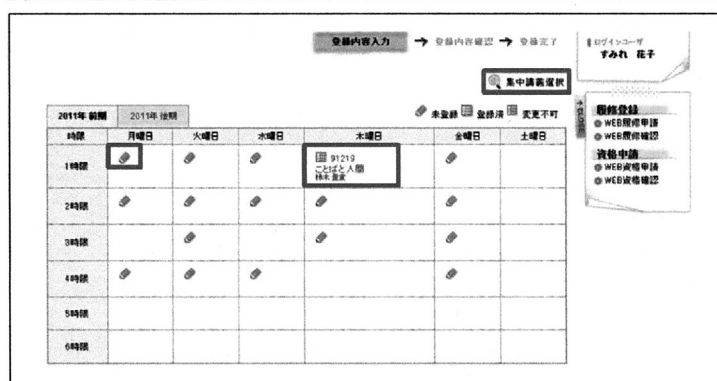 登録内容入力 → 登録内容確認 → 登録完了
ログインユーザ
すみれ 花子
集中講義選択
2011年 前期 2011年 後期
未登録 登録済 変更不可
CLOSE
履修登録
WEB履修申請
WEB履修確認
資格申請
WEB資格申請
WEB資格確認
時限 月曜日 火曜日 水曜日 木曜日 金曜日 土曜日
1時限
91219
ことばと人間
2時限
3時限
4時限
5時限
6時限